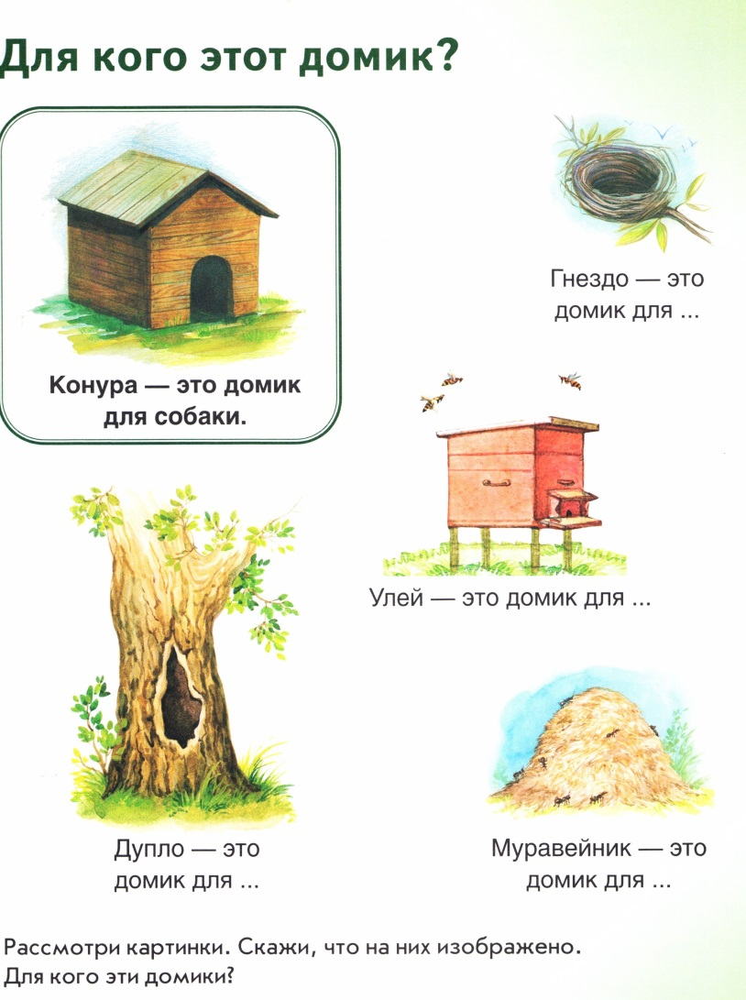 Для кого этот домик?
Конура — это домик
для собаки.
Гнездо — это
домик для ...
Улей — это домик для ...
Дупло — это
домик для ...
Муравейник — это
домик для ...
Рассмотри картинки. Скажи, что на них изображено.
Для кого эти домики?